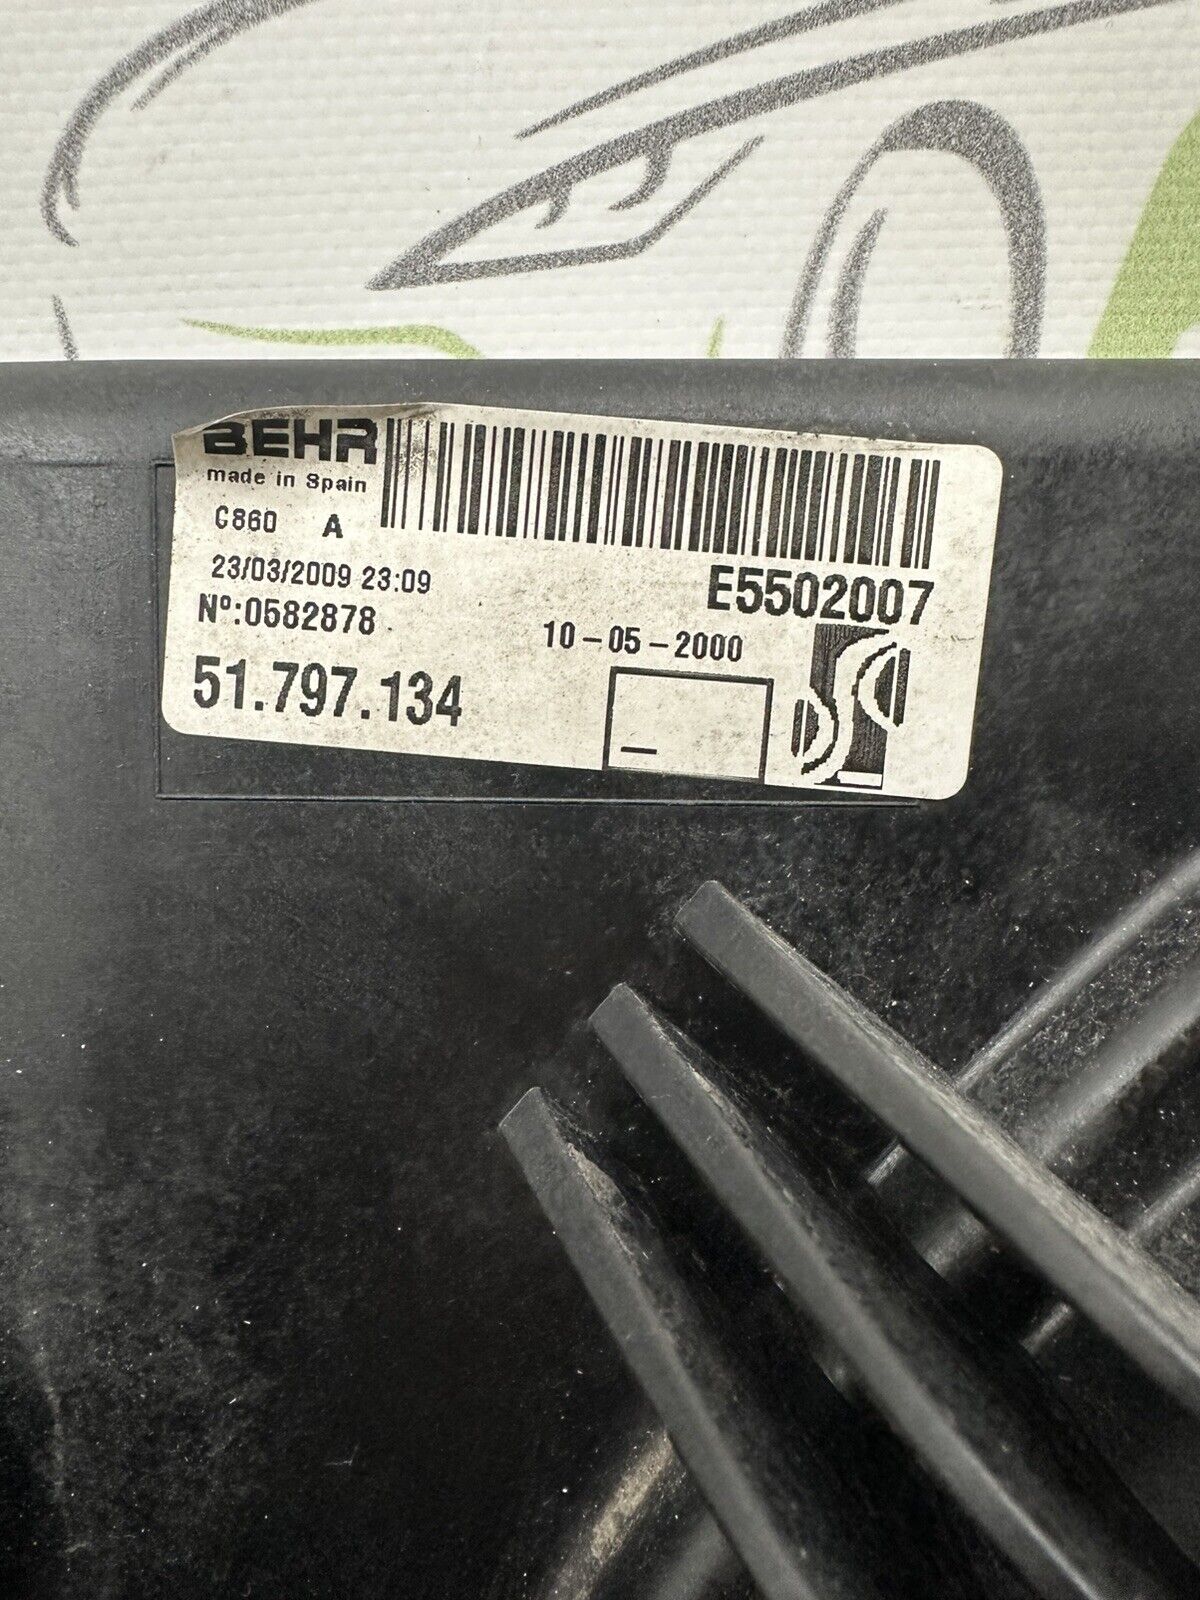 BEHR
made in Spain
C860 A
23/03/2009 23:09
Nº:0582878
51.797.134
E5502007
10-05-2000